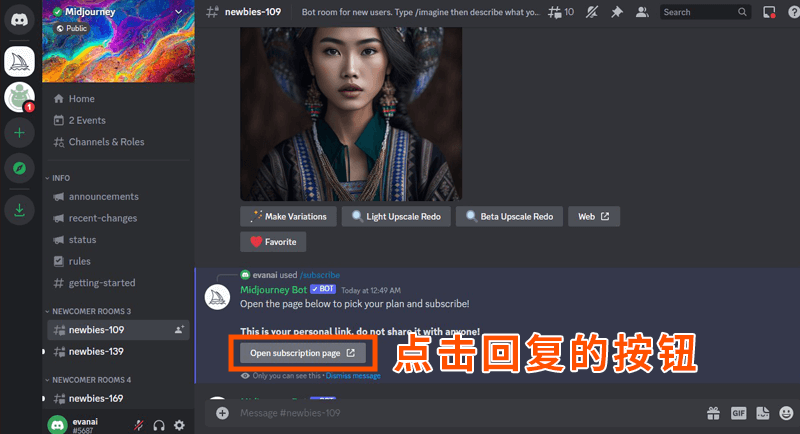 Midjourney
Public
newbies-109
Bot room for new users. Type /imagine then describe what yo...
10
Search
1
Home
2 Events
Channels & Roles
INFO
announcements
recent-changes
status
rules
getting-started
NEWCOMER ROOMS 3
newbies-109
newbies-139
NEWCOMER ROOMS 4
newbies-169
evanai
#5687
Make Variations
Light Upscale Redo
Beta Upscale Redo
Web
Favorite
evanai used /subscribe
Midjourney Bot BOT Today at 12:49 AM
Open the page below to pick your plan and subscribe!
This is your personal link, do not share it with anyone!
Open subscription page
点击回复的按钮
Only you can see this • Dismiss message
Message #newbies-109
GIF